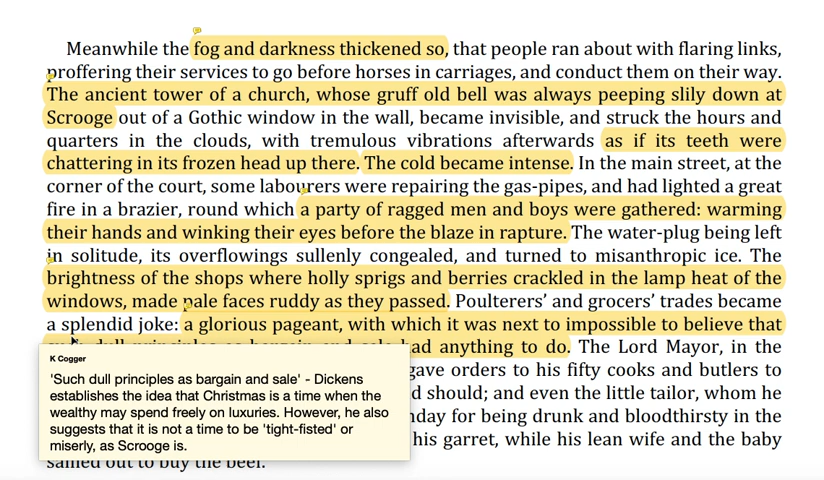 Meanwhile the fog and darkness thickened so, that people ran about with flaring links,
proffering their services to go before horses in carriages, and conduct them on their way.
The ancient tower of a church, whose gruff old bell was always peeping slily down at
Scrooge out of a Gothic window in the wall, became invisible, and struck the hours and
quarters in the clouds, with tremulous vibrations afterwards as if its teeth were
chattering in its frozen head up there. The cold became intense. In the main street, at the
corner of the court, some labourers were repairing the gas-pipes, and had lighted a great
fire in a brazier, round which a party of ragged men and boys were gathered: warming
their hands and winking their eyes before the blaze in rapture. The water-plug being left
in solitude, its overflowings sullenly congealed, and turned to misanthropic ice. The
brightness of the shops where holly sprigs and berries crackled in the lamp heat of the
windows, made pale faces ruddy as they passed. Poulterers' and grocers' trades became
a splendid joke: a glorious pageant, with which it was next to impossible to believe that
had anything to do. The Lord Mayor, in the
gave orders to his fifty cooks and butlers to
should; and even the little tailor, whom he
for being drunk and bloodthirsty in the
his garret, while his lean wife and the baby
sallied out to buy the beef.
K Cogger
'Such dull principles as bargain and sale' - Dickens
establishes the idea that Christmas is a time when the
wealthy may spend freely on luxuries. However, he also
suggests that it is not a time to be 'tight-fisted' or
miserly, as Scrooge is.